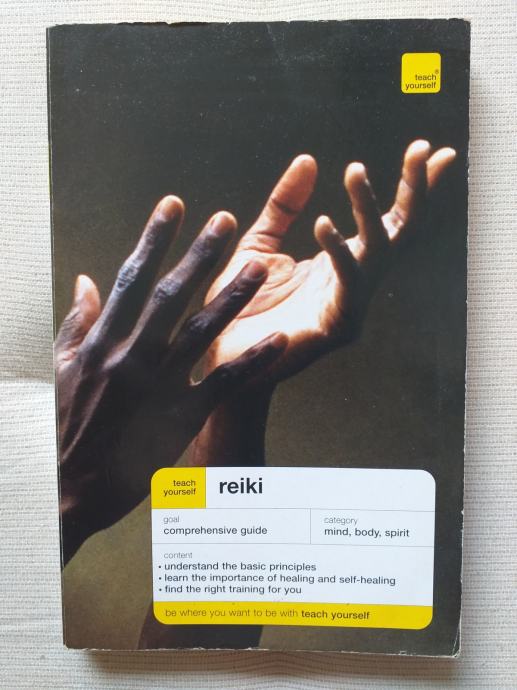 teach
yourself®
teach
yourself
reiki
goal
comprehensive guide
category
mind, body, spirit
content
• understand the basic principles
• learn the importance of healing and self-healing
• find the right training for you
be where you want to be with teach yourself